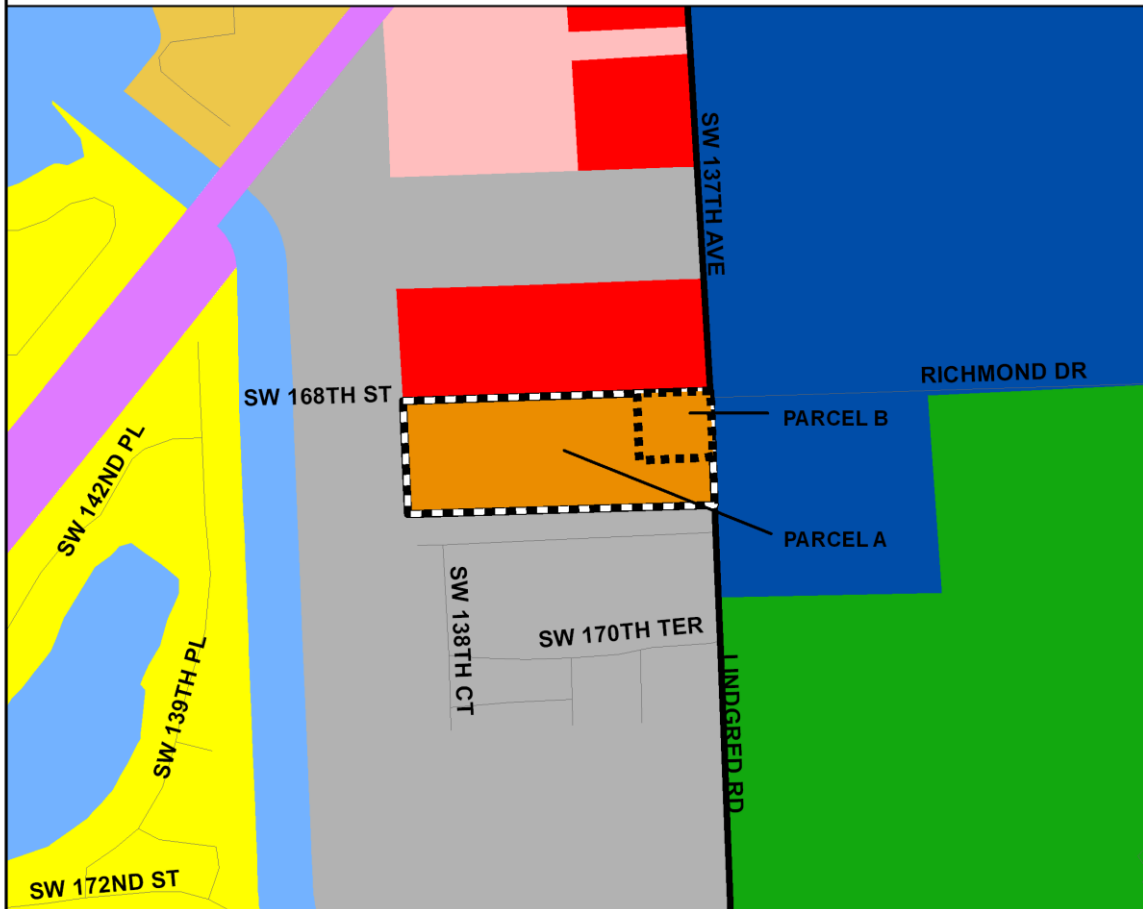 SW 137TH AVE
RICHMOND DR
SW 168TH ST
PARCEL B
SW 142ND PL
PARCEL A
SW 138TH CT
SW 170TH TER
SW 139TH PL
LINDGRED RD
SW 172ND ST